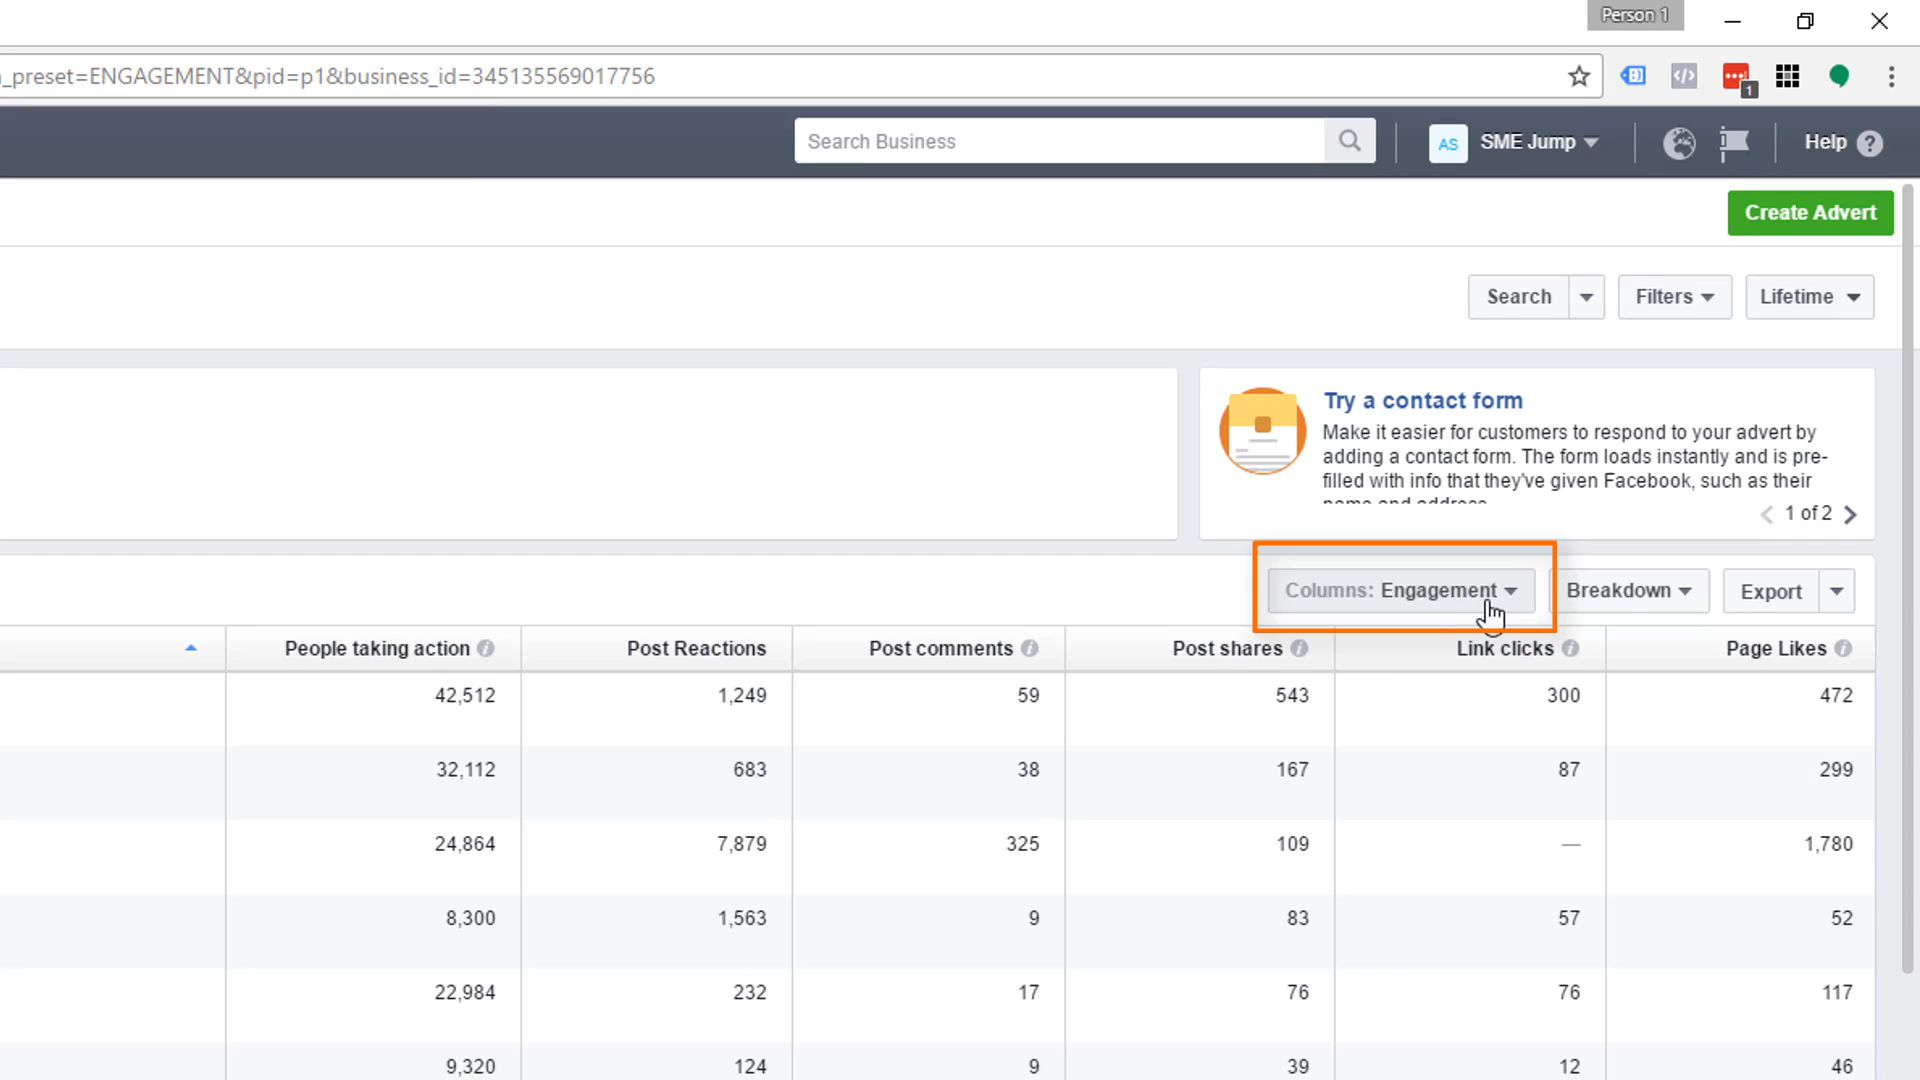 Person 1
_preset=ENGAGEMENT&pid=p1&business_id=345135569017756
1
Search Business
AS
SME Jump
Help ?
Create Advert
Search
Filters
Lifetime
Try a contact form
Make it easier for customers to respond to your advert by
adding a contact form. The form loads instantly and is pre-
filled with info that they've given Facebook, such as their
name and address.
1 of 2
Columns: Engagement
Breakdown
Export
People taking action
Post Reactions
Post comments
Post shares
Link clicks
Page Likes
42,512 1,249 59 543 300 472
32,112 683 38 167 87 299
24,864 7,879 325 109 — 1,780
8,300 1,563 9 83 57 52
22,984 232 17 76 76 117
9,320 124 9 39 12 46